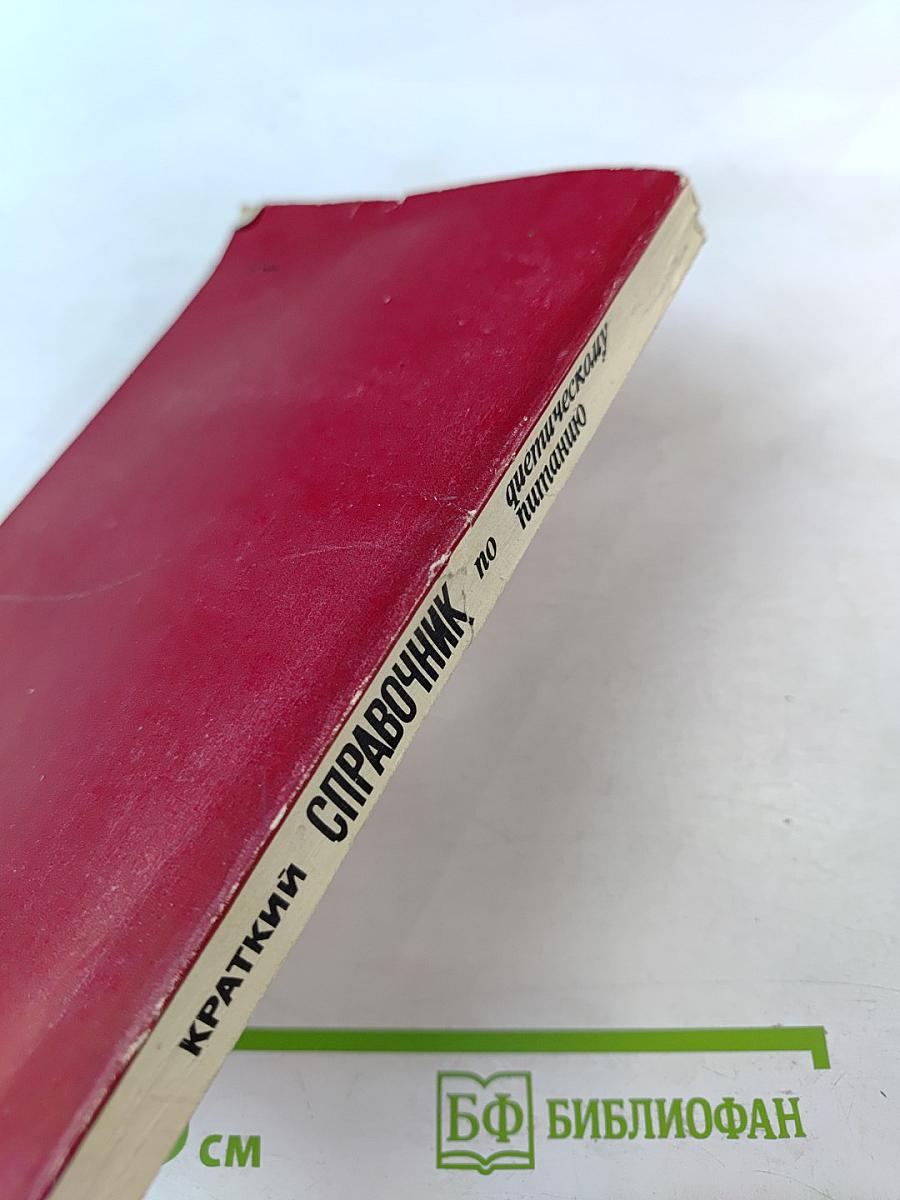 КРАТКИЙ СПРАВОЧНИК по диетическому
питанию
см
БФ БИБЛИОФАН